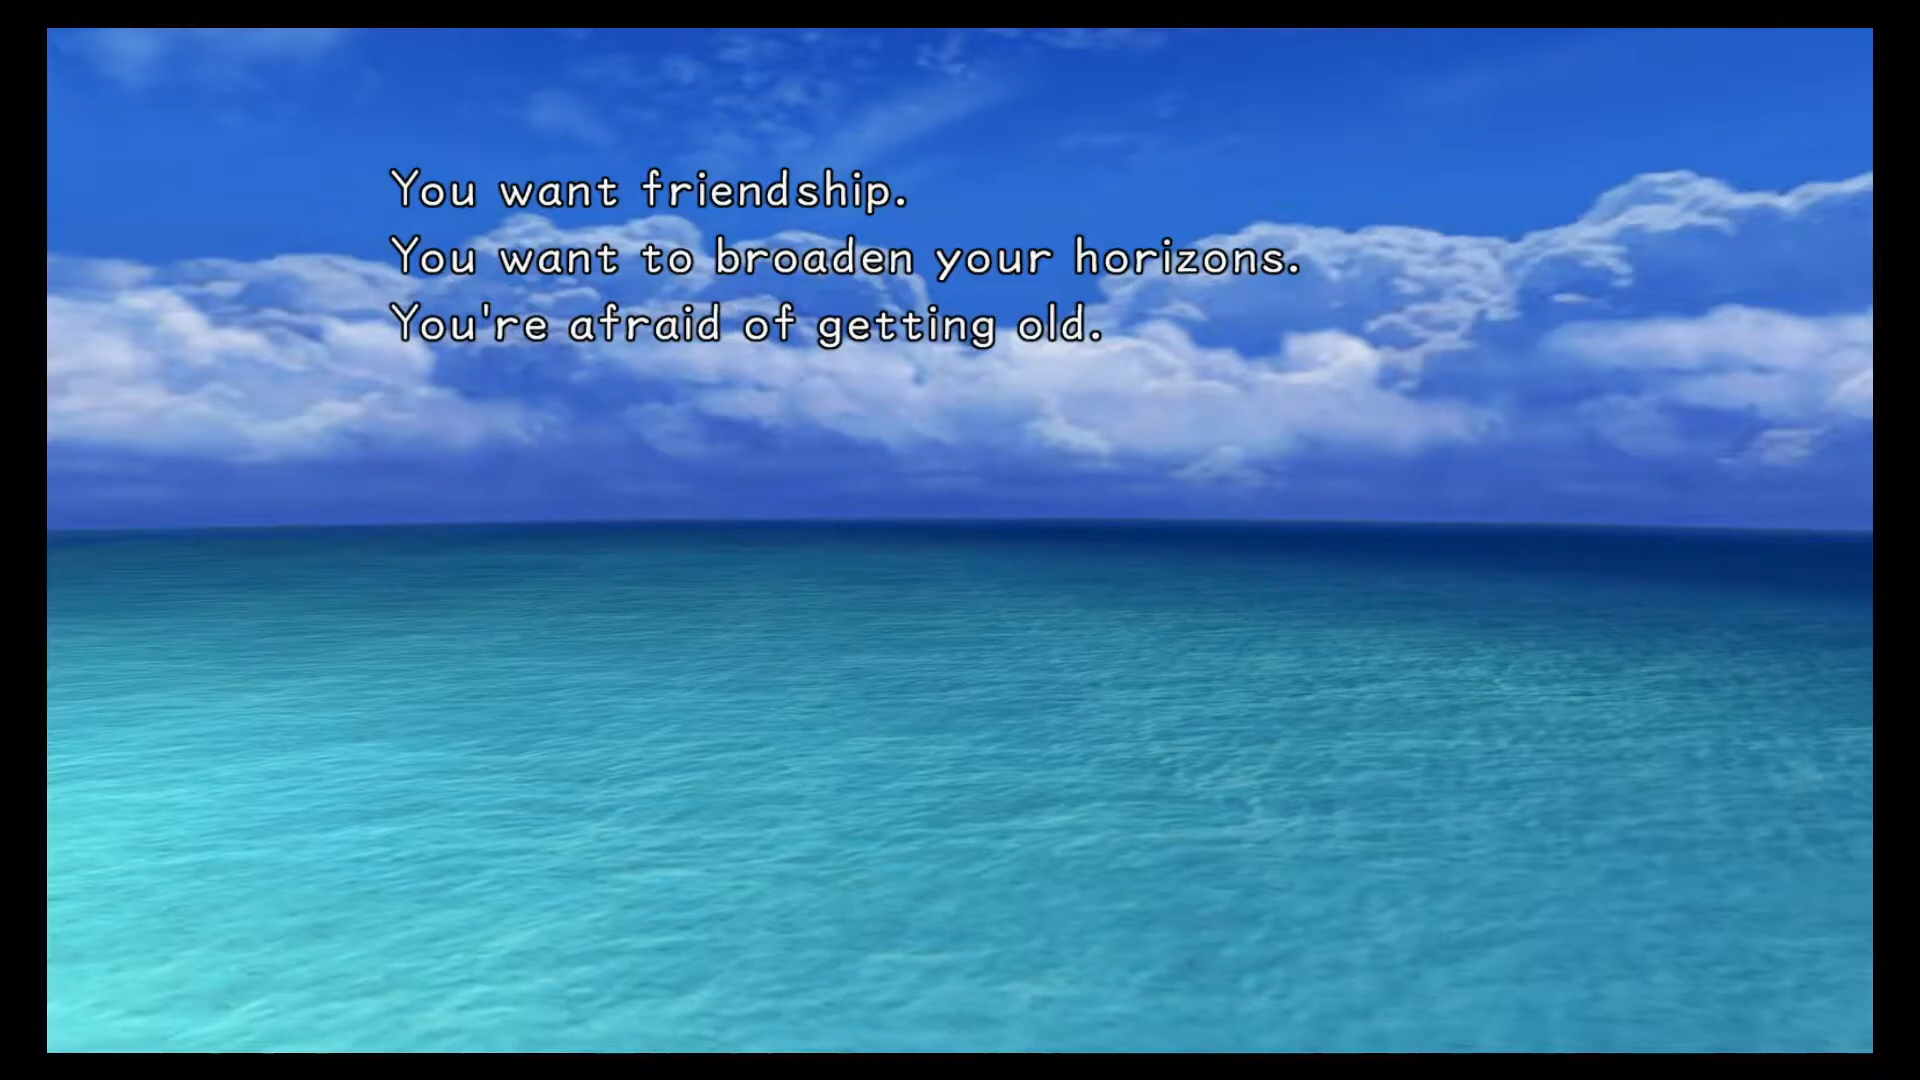 You want friendship.
You want to broaden your horizons.
You're afraid of getting old.